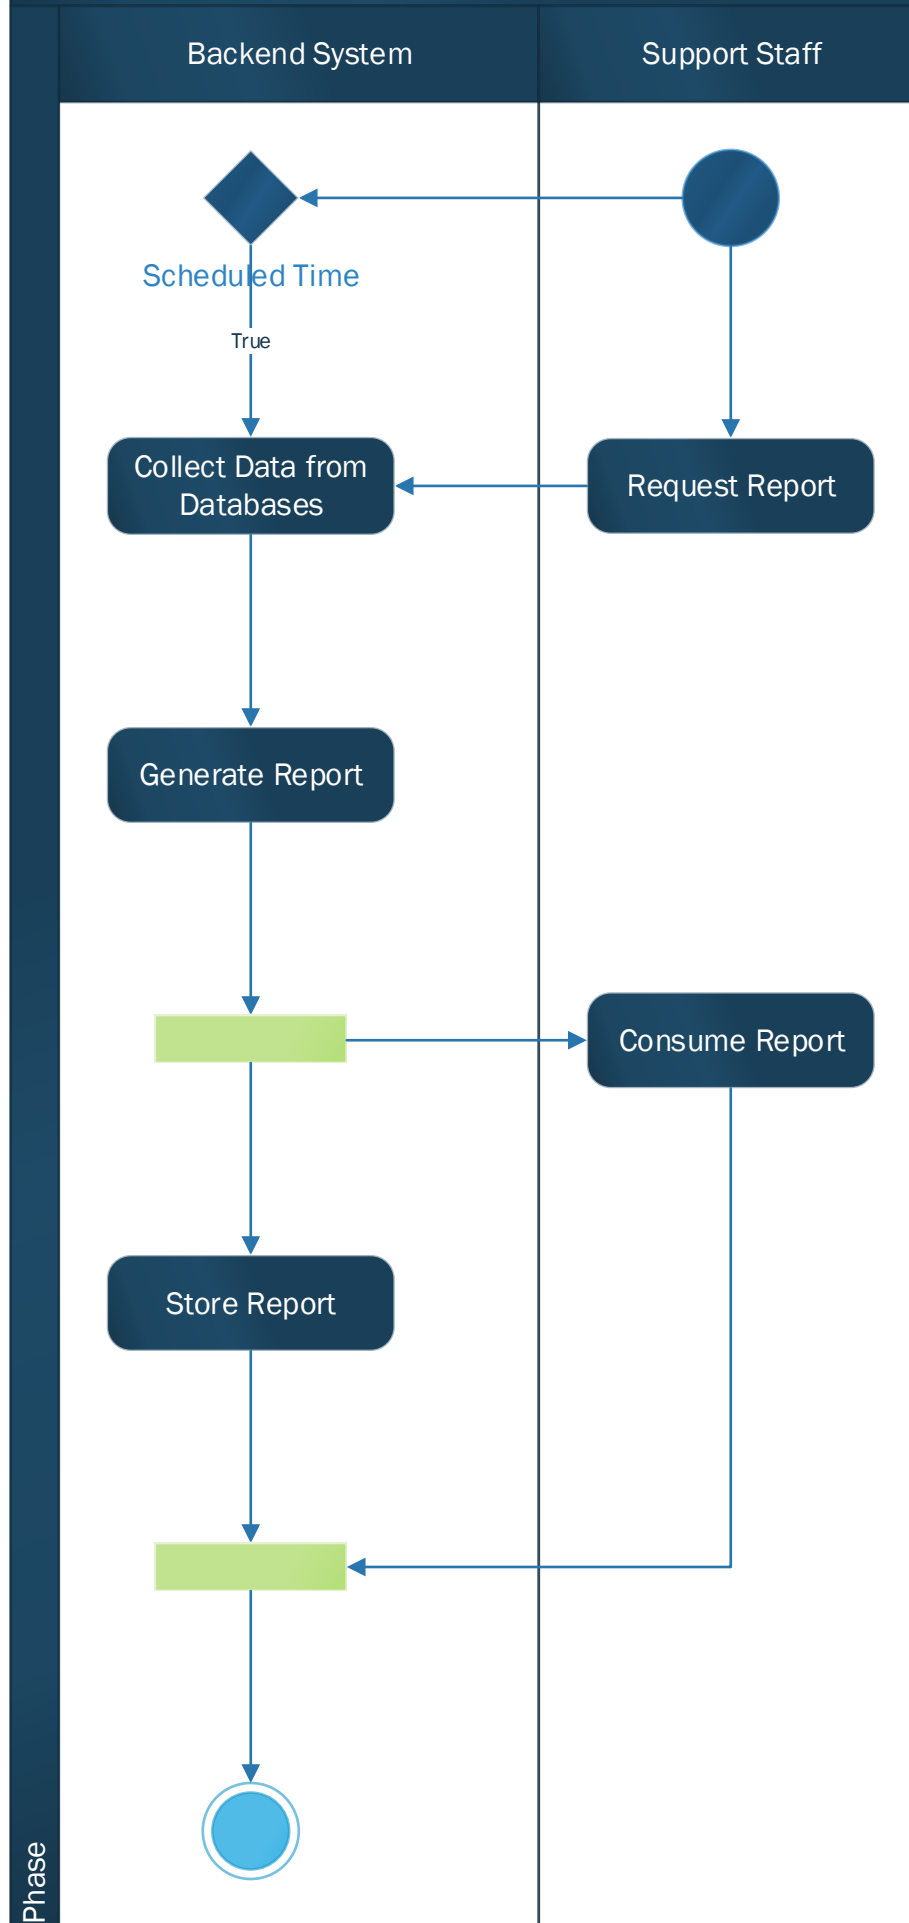 Backend System
Support Staff
Scheduled Time
True
Collect Data from
Databases
Request Report
Generate Report
Consume Report
Store Report
Phase